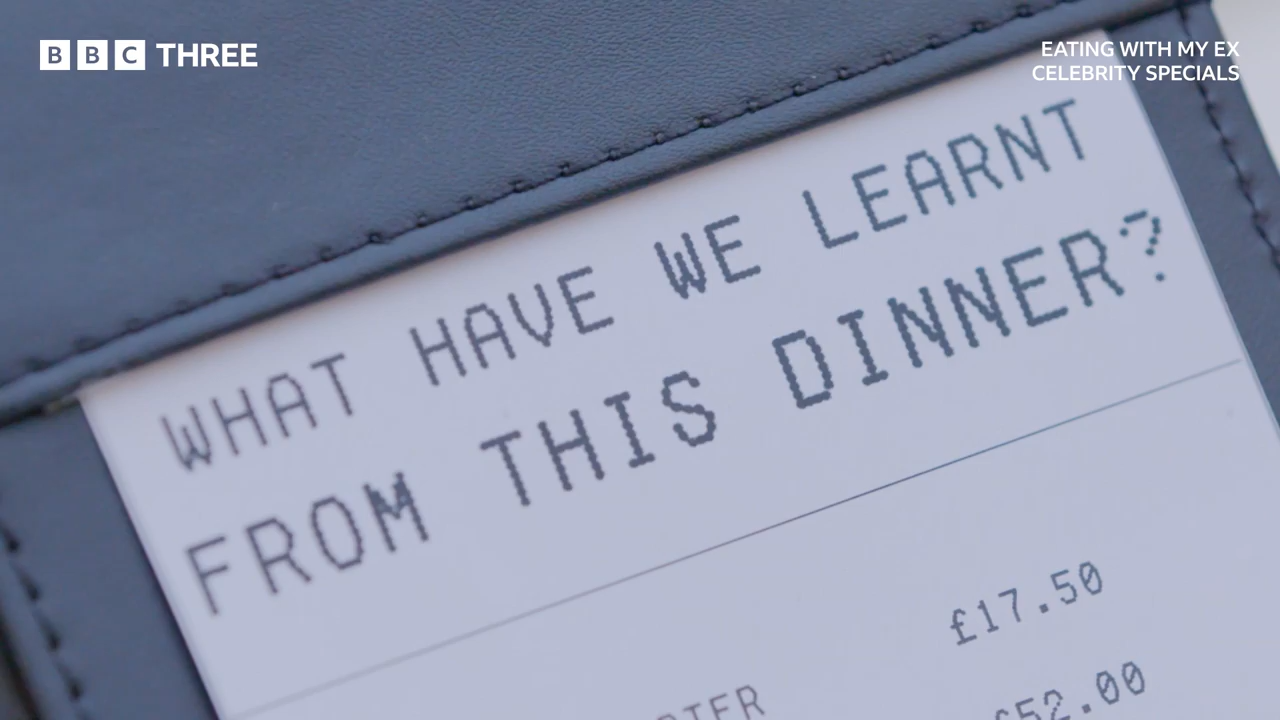 BBC THREE
EATING WITH MY EX
CELEBRITY SPECIALS
WHAT HAVE WE LEARNT
FROM THIS DINNER?
£17.50
£52.00